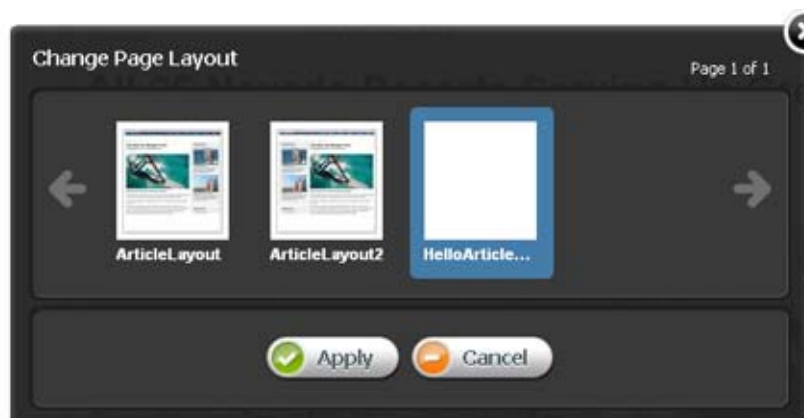 Change Page Layout
Page 1 of 1
ArticleLayout
ArticleLayout2
HelloArticle...
Apply
Cancel